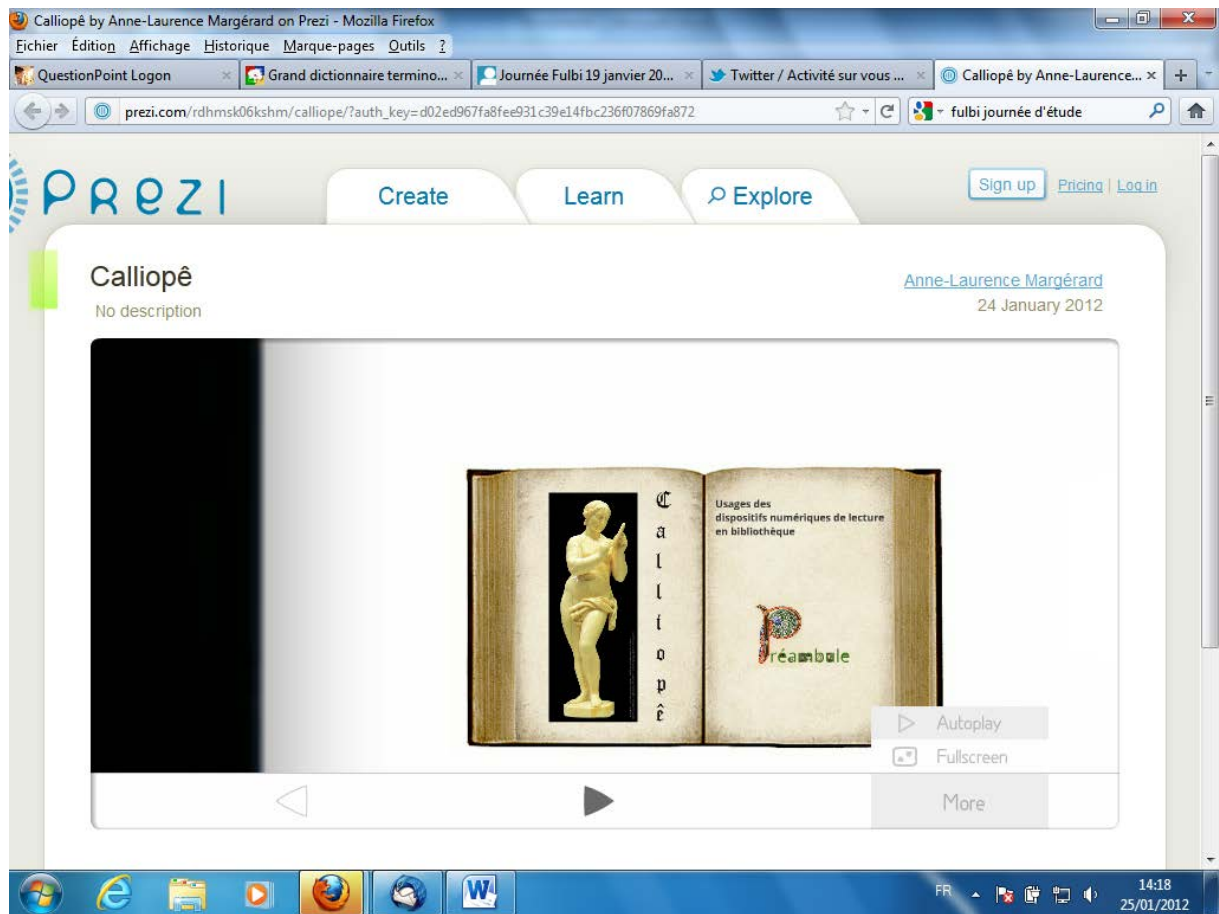 Calliopê by Anne-Laurence Margérard on Prezi - Mozilla Firefox
Fichier Édition Affichage Historique Marque-pages Outils ?
QuestionPoint Logon Grand dictionnaire termino... Journée Fulbi 19 janvier 20... Twitter / Activité sur vous ... Calliopê by Anne-Laurence...
prezi.com/rdhmsk06kshm/calliope/?auth_key=d02ed967fa8fee931c39e14fbc236f07869fa872 fulbi journée d'étude
PREZI Create Learn Explore Sign up Pricing | Log in
Calliopê Anne-Laurence Margérard
No description 24 January 2012
Calliopê
Usages des
dispositifs numériques de lecture
en bibliothèque
Préambule
Autoplay
Fullscreen
More
FR 14:18
25/01/2012